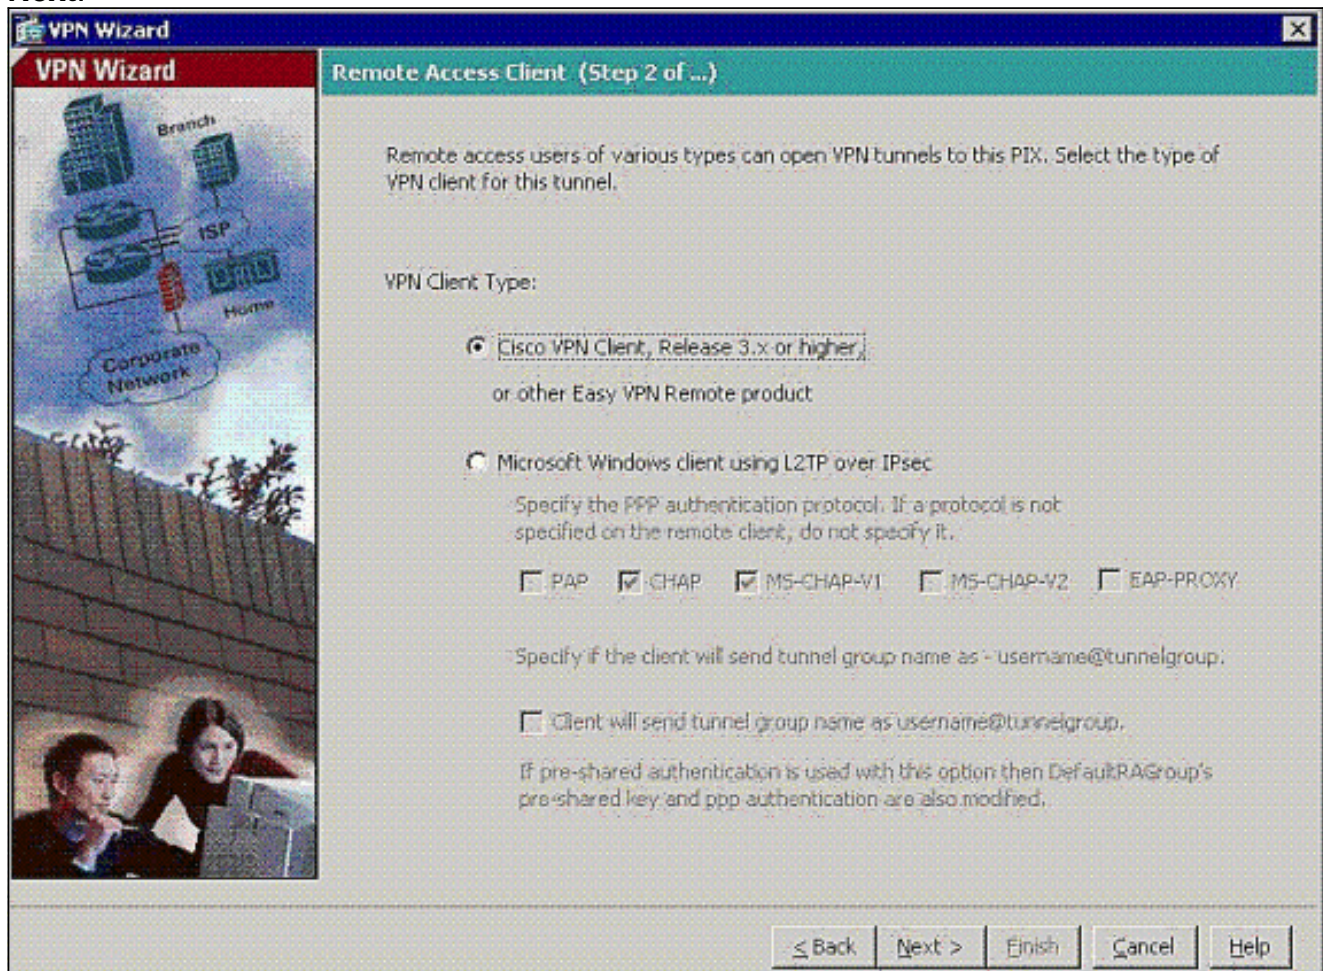 VPN Wizard
VPN Wizard
Remote Access Client (Step 2 of ...)
Branch
ISP
Home
Corporate
Network
Remote access users of various types can open VPN tunnels to this PIX. Select the type of
VPN client for this tunnel.
VPN Client Type:
Cisco VPN Client, Release 3.x or higher,
or other Easy VPN Remote product
Microsoft Windows client using L2TP over IPsec
Specify the PPP authentication protocol. If a protocol is not
specified on the remote client, do not specify it.
PAP CHAP MS-CHAP-V1 MS-CHAP-V2 EAP-PROXY
Specify if the client will send tunnel group name as - username@tunnelgroup.
Client will send tunnel group name as username@tunnelgroup.
If pre-shared authentication is used with this option then DefaultRAGroup's
pre-shared key and ppp authentication are also modified.
< Back Next > Finish Cancel Help